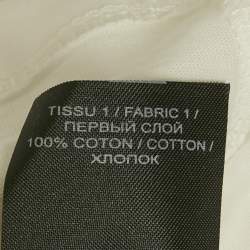 TISSU 1 / FABRIC 1 /
ПЕРВЫЙ СЛОЙ
100% COTON / COTTON /
ХЛОПОК